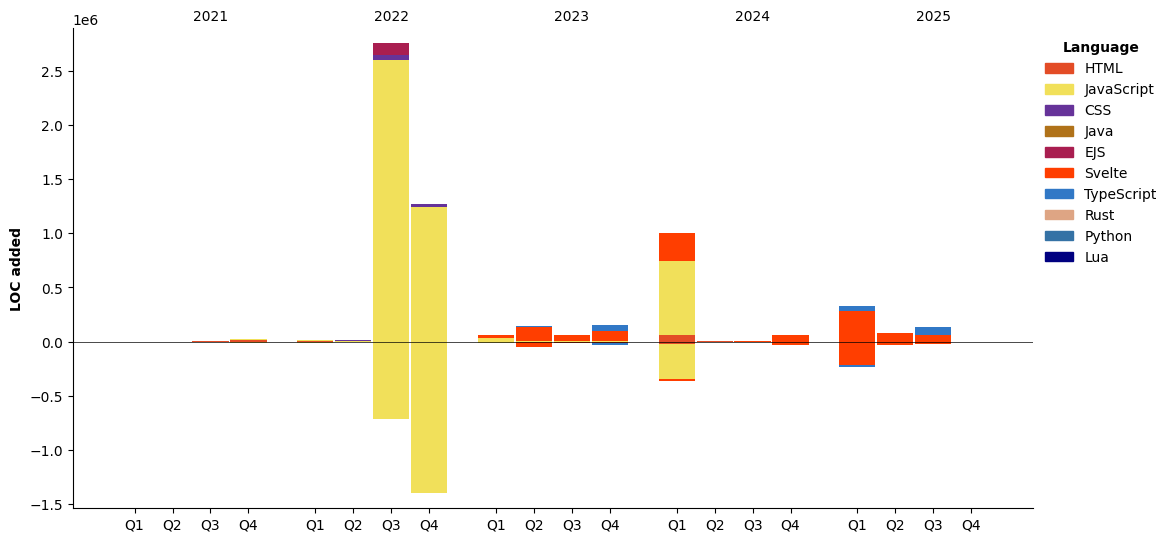 1e6
2021 2022 2023 2024 2025
Language
HTML
JavaScript
CSS
Java
EJS
Svelte
TypeScript
Rust
Python
Lua
LOC added
2.5
2.0
1.5
1.0
0.5
0.0
−0.5
−1.0
−1.5
Q1 Q2 Q3 Q4 Q1 Q2 Q3 Q4 Q1 Q2 Q3 Q4 Q1 Q2 Q3 Q4 Q1 Q2 Q3 Q4